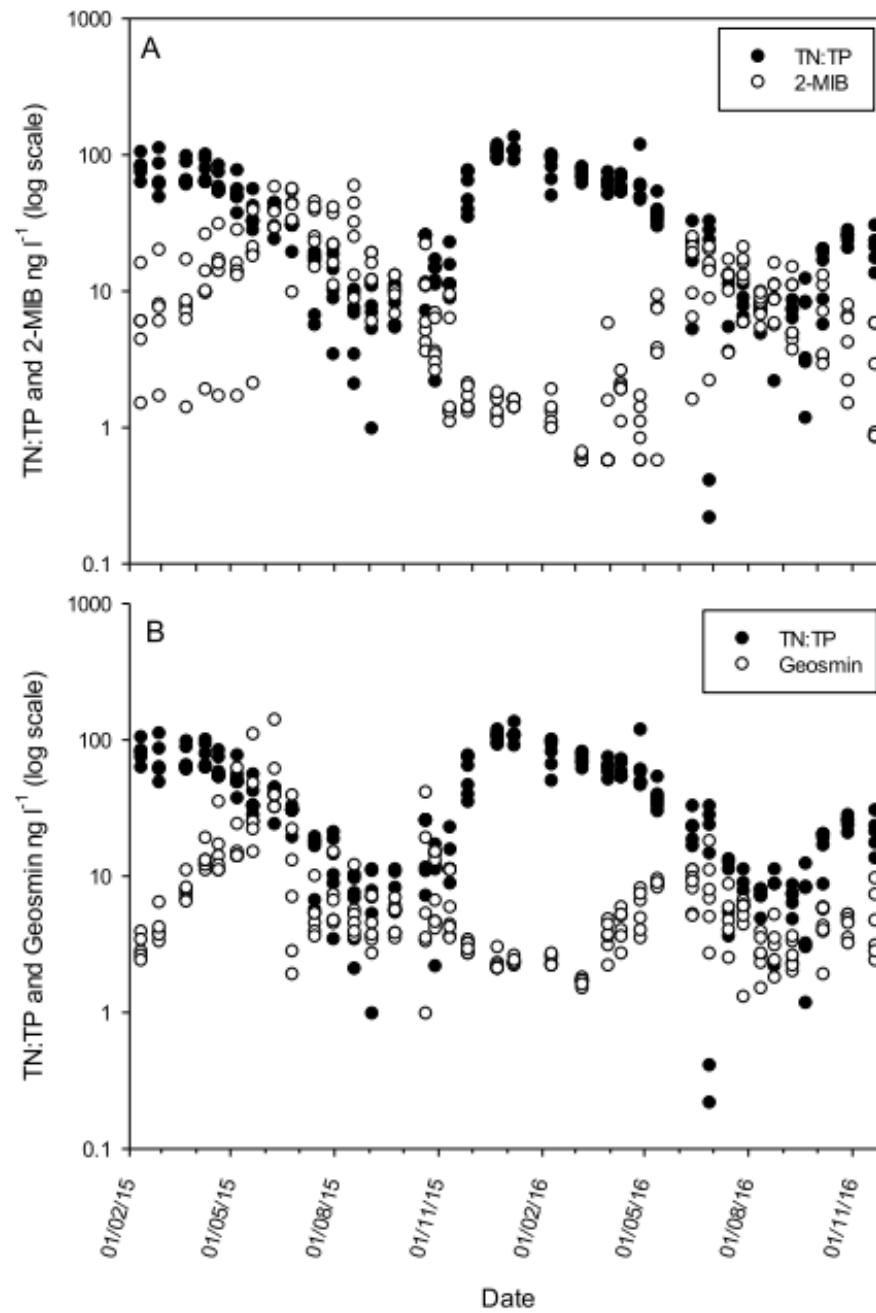 A
TN:TP
2-MIB
TN:TP and 2-MIB ng l⁻¹ (log scale)
1000
100
10
1
0.1
B
TN:TP
Geosmin
TN:TP and Geosmin ng l⁻¹ (log scale)
1000
100
10
1
0.1
01/02/15
01/05/15
01/08/15
01/11/15
01/02/16
01/05/16
01/08/16
01/11/16
Date